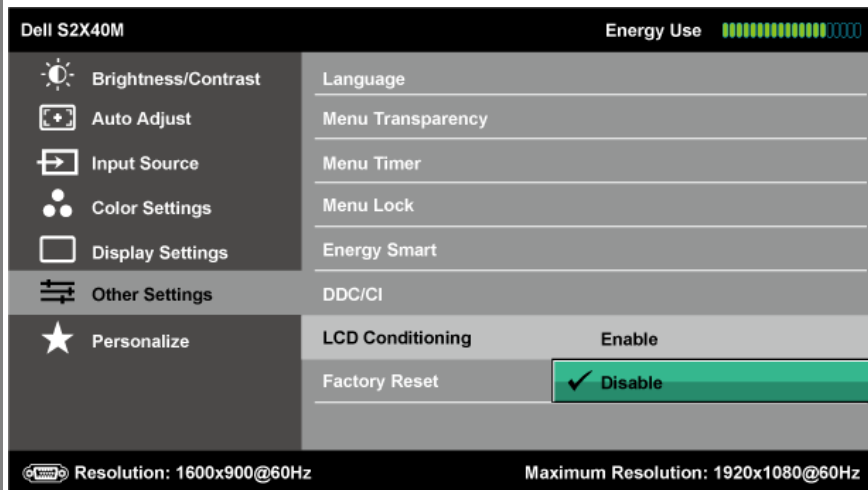 Dell S2X40M Energy Use
Brightness/Contrast Language
Auto Adjust Menu Transparency
Input Source Menu Timer
Color Settings Menu Lock
Display Settings Energy Smart
Other Settings DDC/CI
Personalize LCD Conditioning Enable
Factory Reset Disable
Resolution: 1600x900@60Hz Maximum Resolution: 1920x1080@60Hz